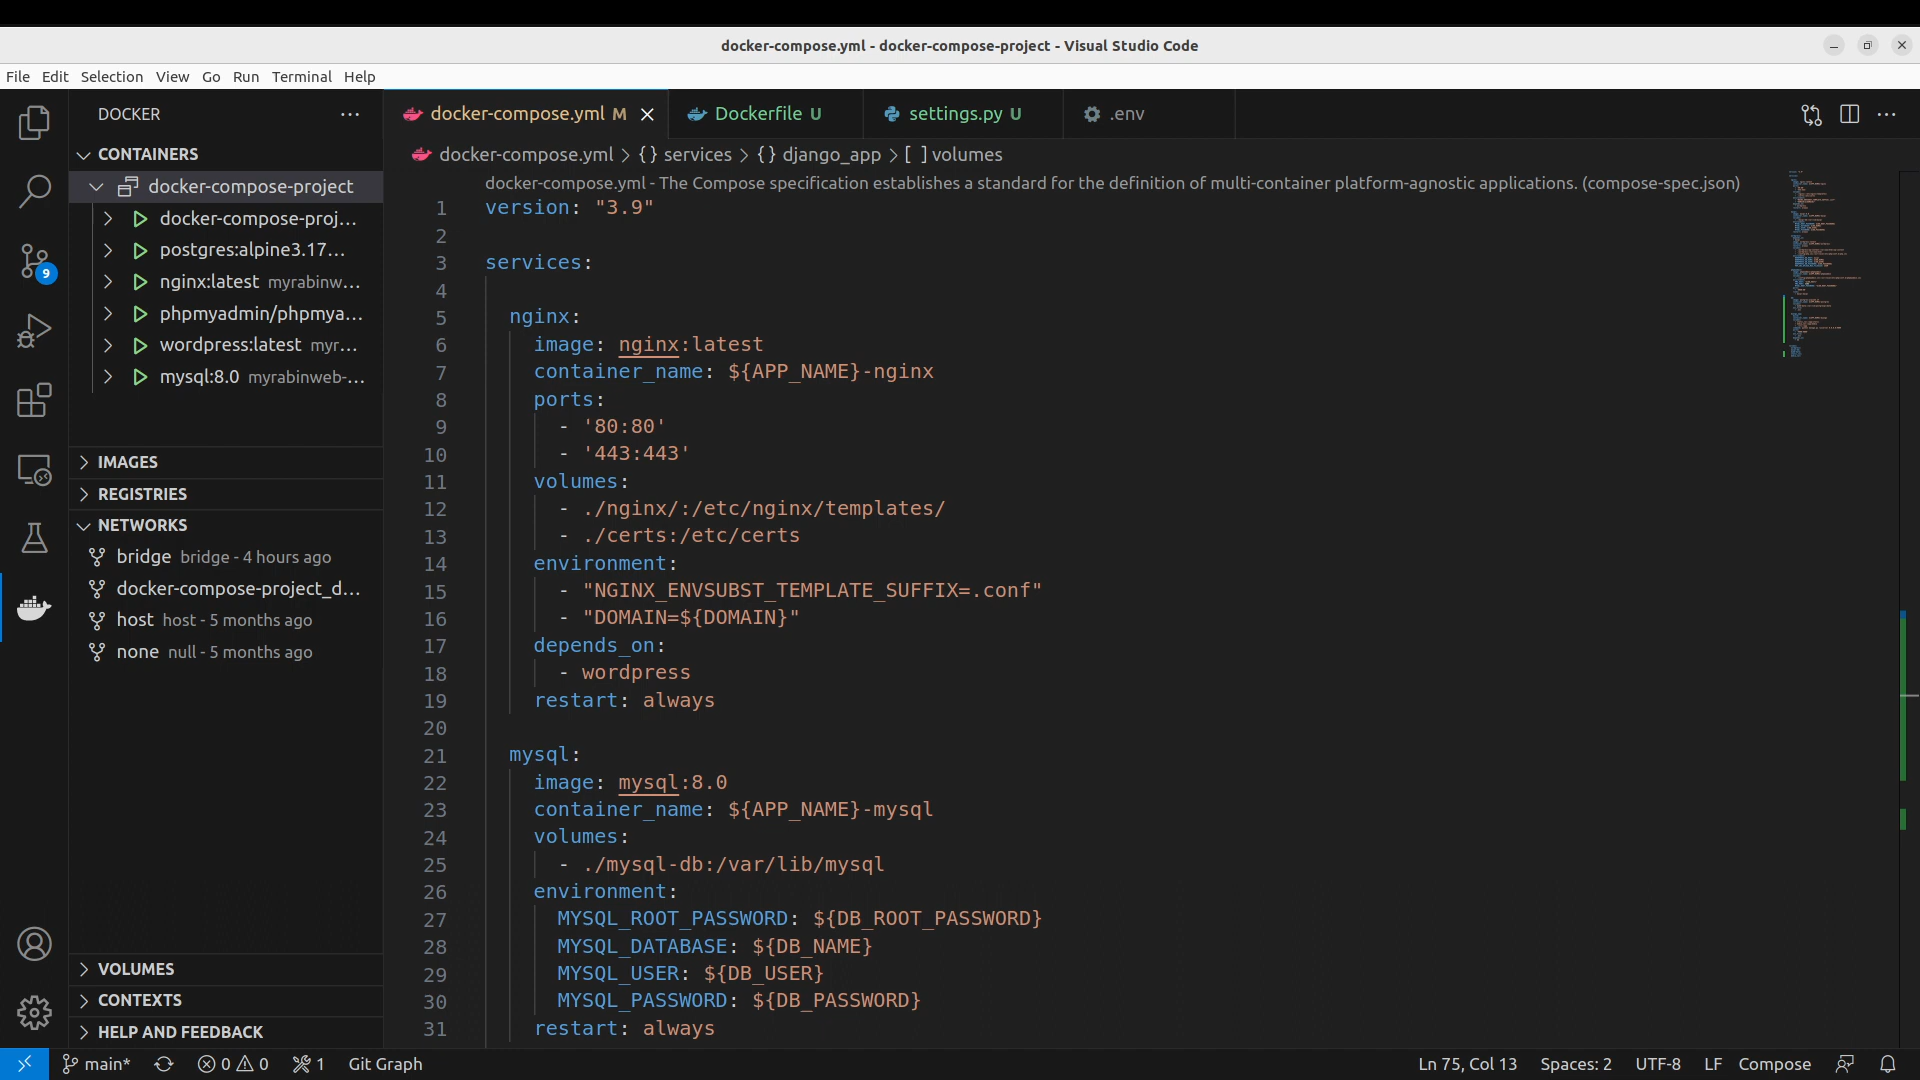 docker-compose.yml - docker-compose-project - Visual Studio Code
File Edit Selection View Go Run Terminal Help
DOCKER
docker-compose.yml M
Dockerfile U
settings.py U
.env
docker-compose.yml > {} services > {} django_app > [ ] volumes
CONTAINERS
docker-compose-project
docker-compose-proj...
postgres:alpine3.17...
nginx:latest myrabinw...
phpmyadmin/phpmya...
wordpress:latest myr...
mysql:8.0 myrabinweb-...
IMAGES
REGISTRIES
NETWORKS
bridge bridge - 4 hours ago
docker-compose-project_d...
host host - 5 months ago
none null - 5 months ago
VOLUMES
CONTEXTS
HELP AND FEEDBACK
9
docker-compose.yml - The Compose specification establishes a standard for the definition of multi-container platform-agnostic applications. (compose-spec.json)
1 version: "3.9"
2
3 services:
4
5 nginx:
6 image: nginx:latest
7 container_name: ${APP_NAME}-nginx
8 ports:
9 - '80:80'
10 - '443:443'
11 volumes:
12 - ./nginx/:/etc/nginx/templates/
13 - ./certs:/etc/certs
14 environment:
15 - "NGINX_ENVSUBST_TEMPLATE_SUFFIX=.conf"
16 - "DOMAIN=${DOMAIN}"
17 depends_on:
18 - wordpress
19 restart: always
20
21 mysql:
22 image: mysql:8.0
23 container_name: ${APP_NAME}-mysql
24 volumes:
25 - ./mysql-db:/var/lib/mysql
26 environment:
27 MYSQL_ROOT_PASSWORD: ${DB_ROOT_PASSWORD}
28 MYSQL_DATABASE: ${DB_NAME}
29 MYSQL_USER: ${DB_USER}
30 MYSQL_PASSWORD: ${DB_PASSWORD}
31 restart: always
main* 0 0 1 Git Graph Ln 75, Col 13 Spaces: 2 UTF-8 LF Compose